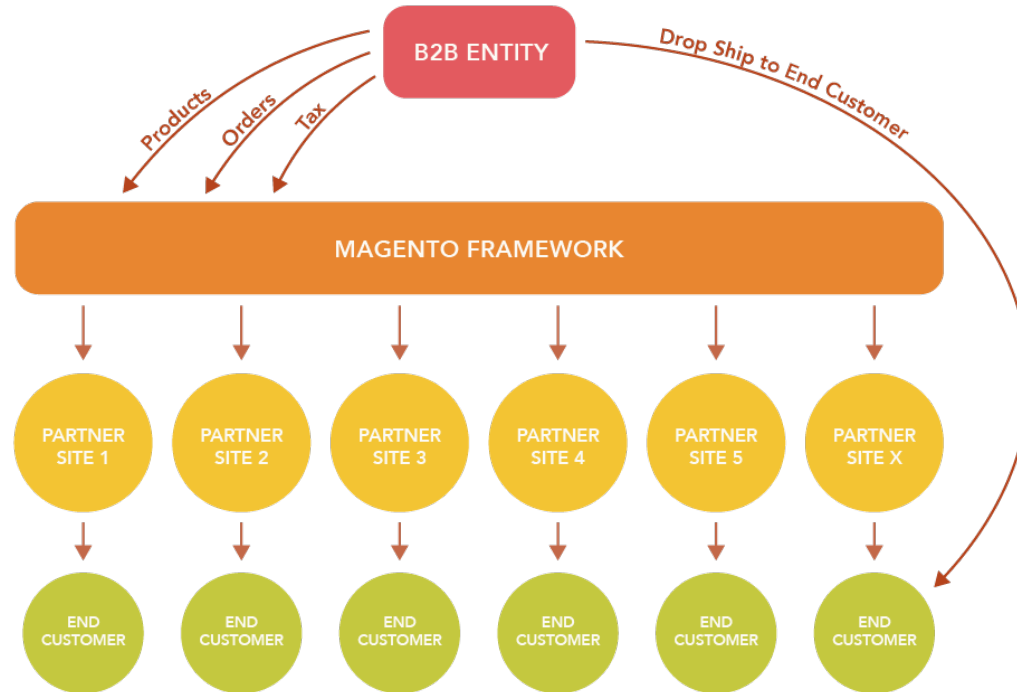 B2B ENTITY
Drop Ship to End Customer
Products
Orders
Tax
MAGENTO FRAMEWORK
PARTNER
SITE 1
PARTNER
SITE 2
PARTNER
SITE 3
PARTNER
SITE 4
PARTNER
SITE 5
PARTNER
SITE X
END
CUSTOMER
END
CUSTOMER
END
CUSTOMER
END
CUSTOMER
END
CUSTOMER
END
CUSTOMER